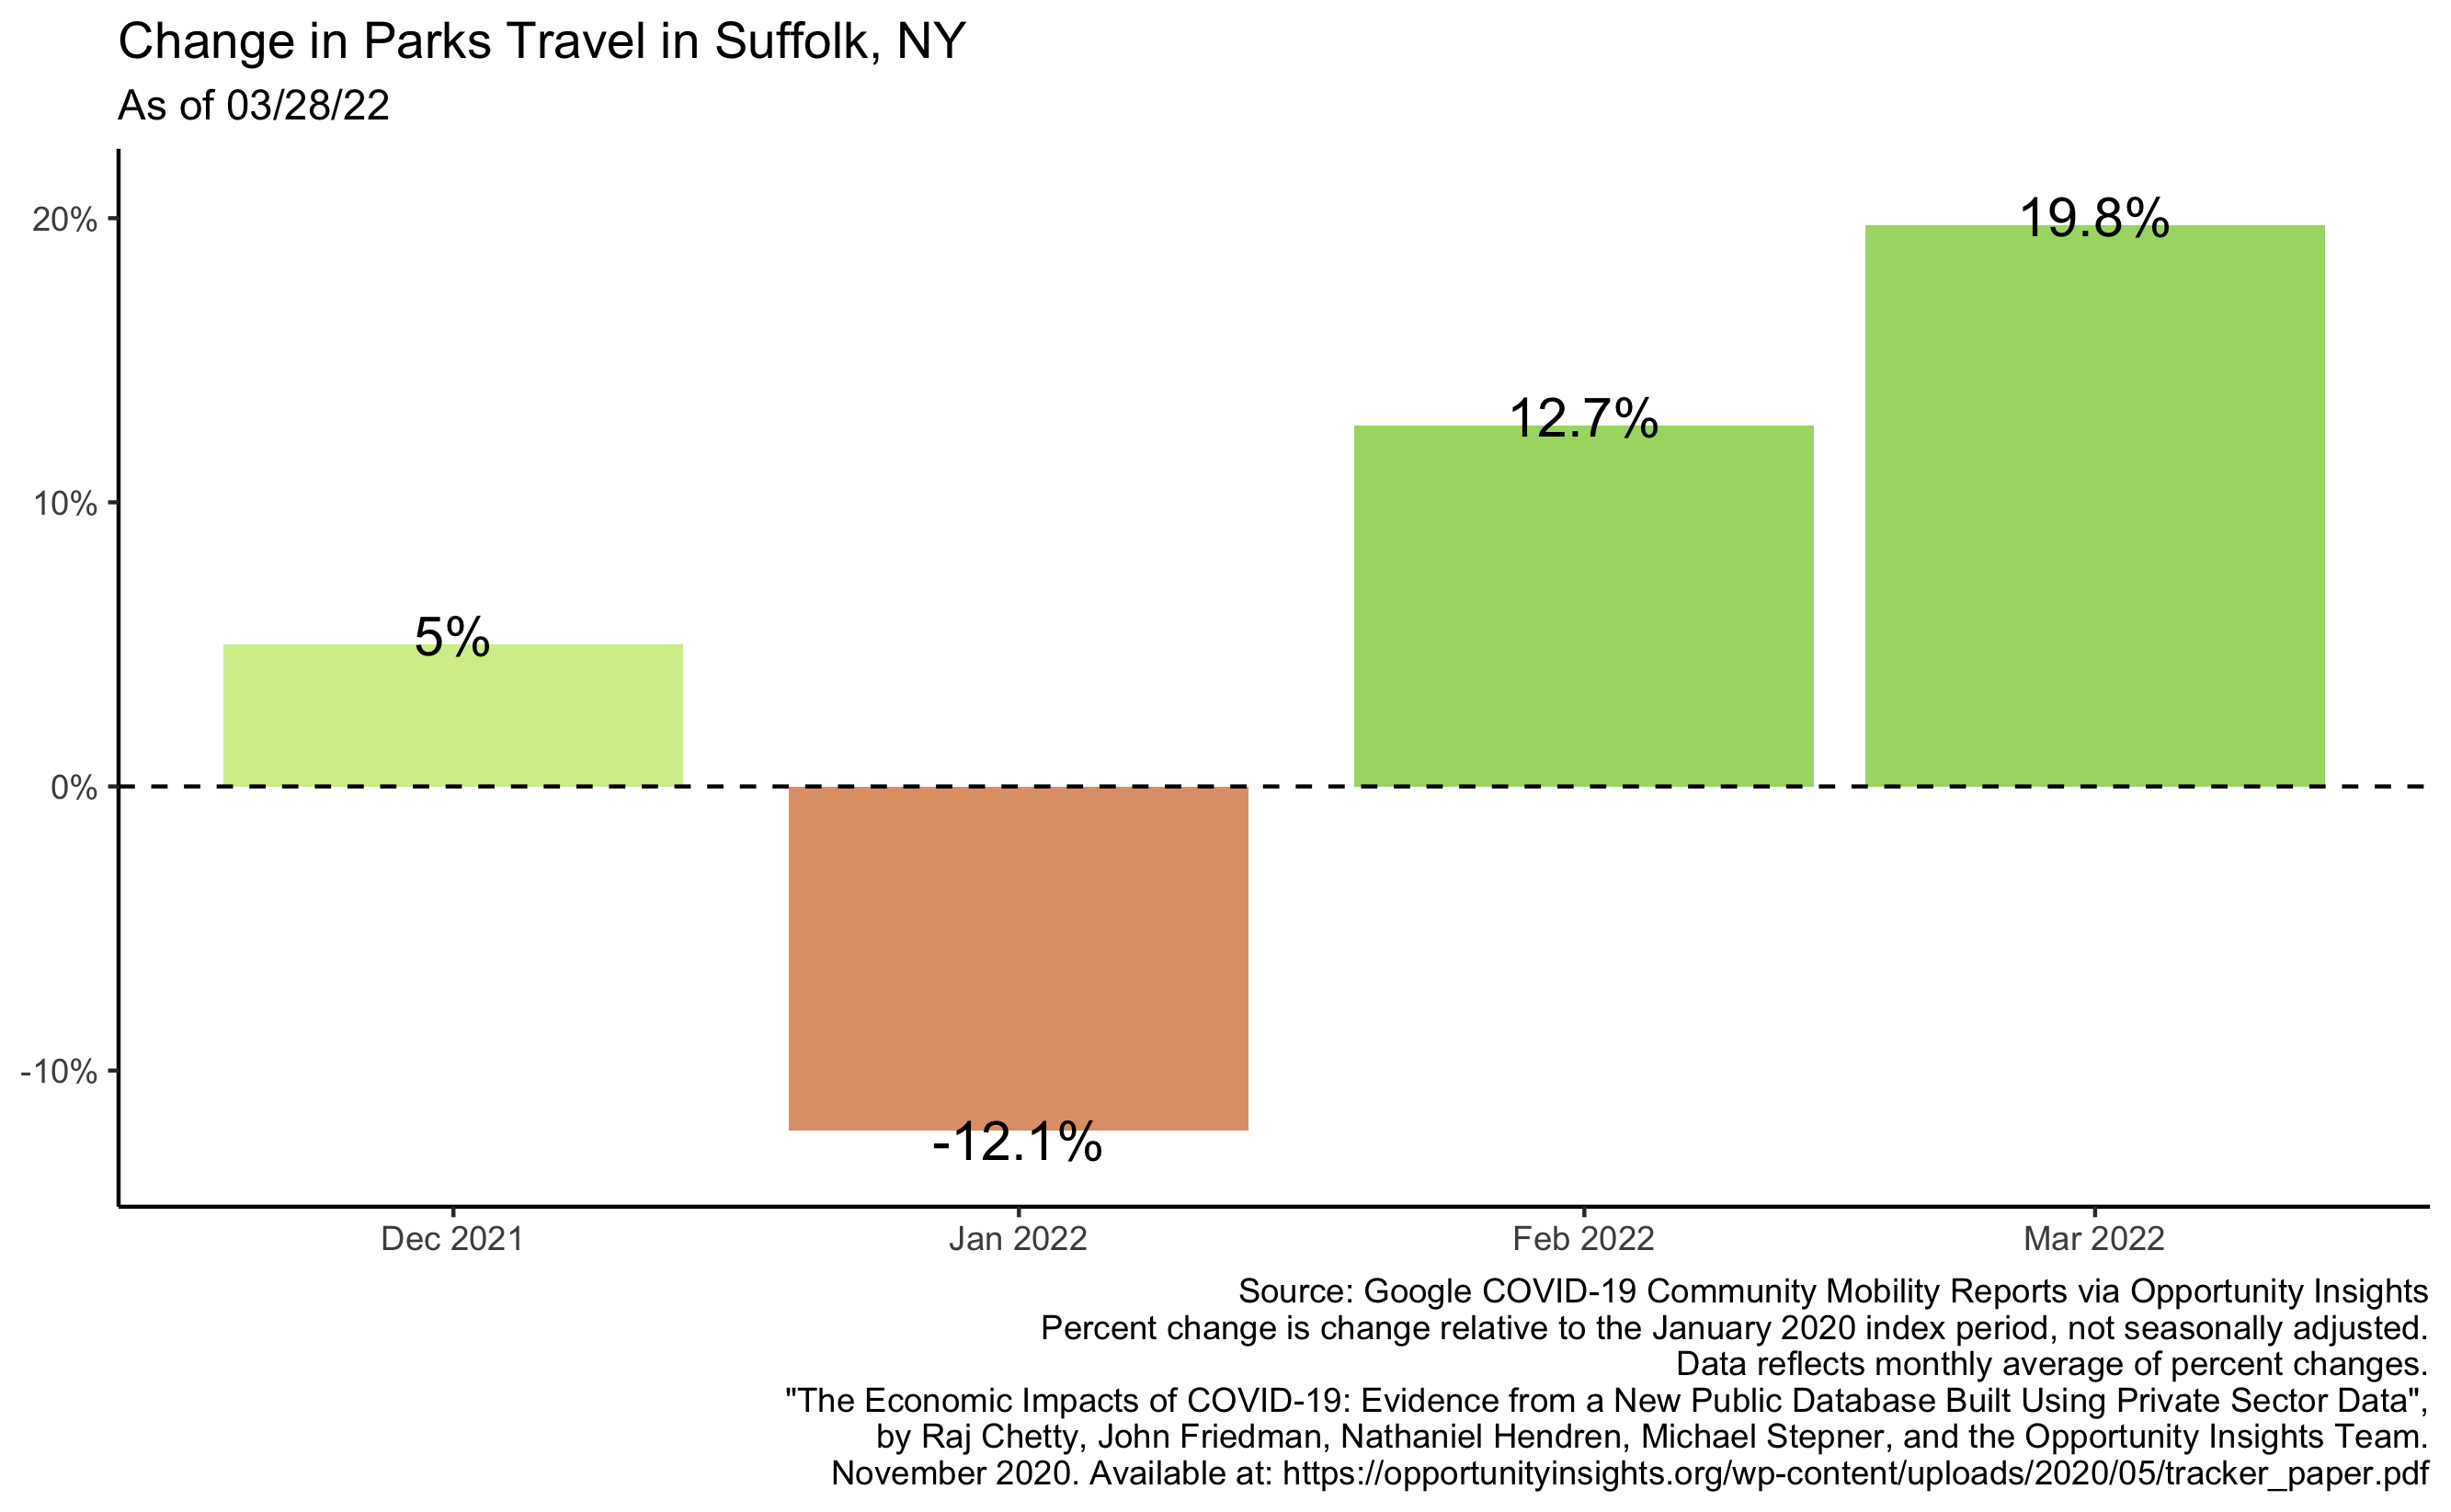 Change in Parks Travel in Suffolk, NY
As of 03/28/22
20%
10%
0%
-10%
5%
-12.1%
12.7%
19.8%
Dec 2021
Jan 2022
Feb 2022
Mar 2022
Source: Google COVID-19 Community Mobility Reports via Opportunity Insights
Percent change is change relative to the January 2020 index period, not seasonally adjusted.
Data reflects monthly average of percent changes.
"The Economic Impacts of COVID-19: Evidence from a New Public Database Built Using Private Sector Data",
by Raj Chetty, John Friedman, Nathaniel Hendren, Michael Stepner, and the Opportunity Insights Team.
November 2020. Available at: https://opportunityinsights.org/wp-content/uploads/2020/05/tracker_paper.pdf